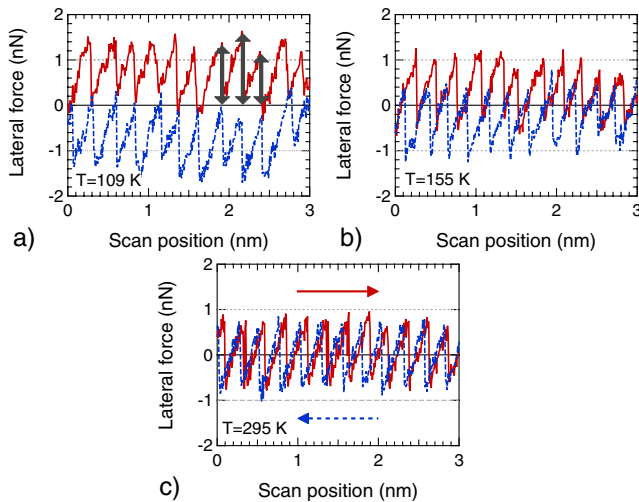 2
1
0
-1
-2
Lateral force (nN)
T=109 K
0
1
2
3
Scan position (nm)
a)
2
1
0
-1
-2
Lateral force (nN)
T=155 K
0
1
2
3
Scan position (nm)
b)
2
1
0
-1
-2
Lateral force (nN)
T=295 K
0
1
2
3
Scan position (nm)
c)